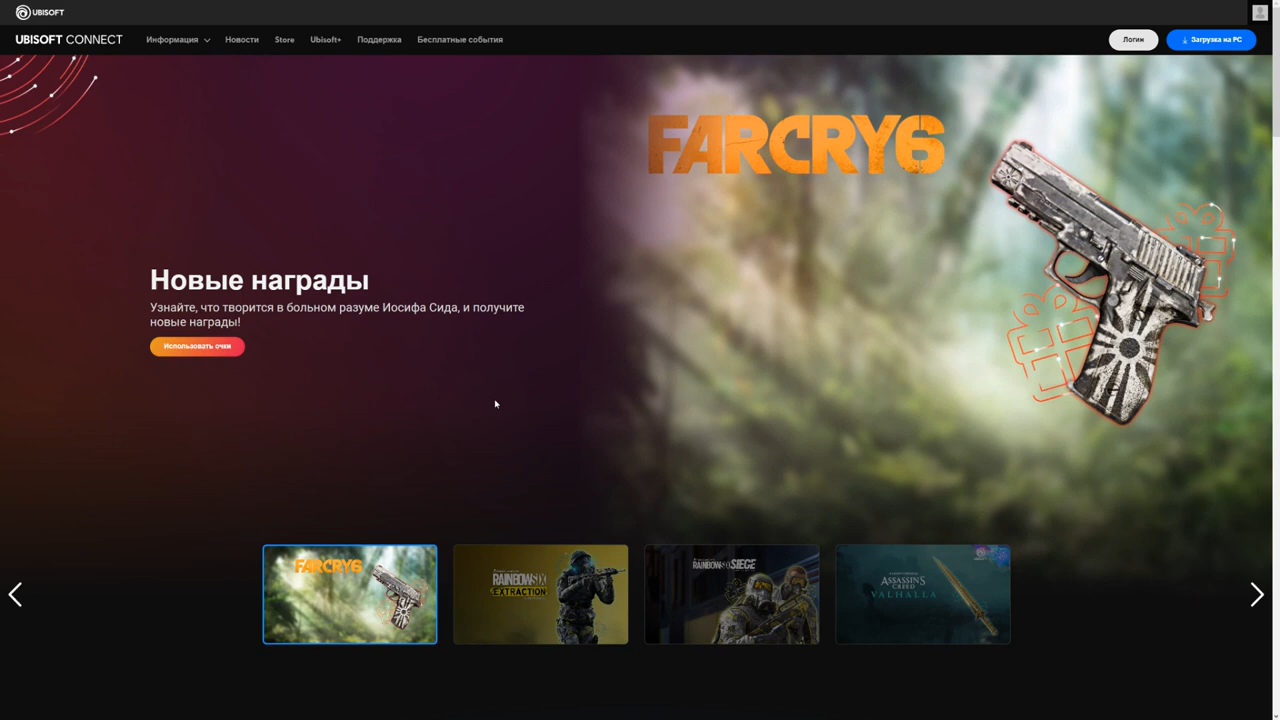 UBISOFT
UBISOFT CONNECT
Информация
Новости
Store
Ubisoft+
Поддержка
Бесплатные события
Логин
Загрузка на PC
FARCRY6
Новые награды
Узнайте, что творится в больном разуме Иосифа Сида, и получите
новые награды!
Использовать очки
FARCRY6
RAINBOW SIX
EXTRACTION
RAINBOW SIX SIEGE
ASSASSIN'S
CREED
VALHALLA